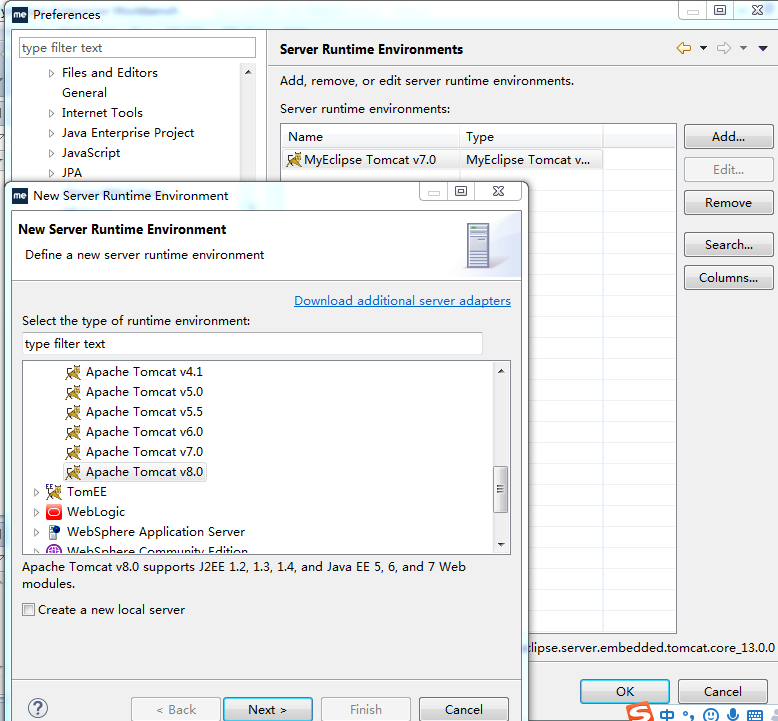 me Preferences
type filter text
Files and Editors
General
Internet Tools
Java Enterprise Project
JavaScript
JPA
Server Runtime Environments
Add, remove, or edit server runtime environments.
Server runtime environments:
Name Type
MyEclipse Tomcat v7.0 MyEclipse Tomcat v...
Add...
Edit...
Remove
Search...
Columns...
me New Server Runtime Environment
New Server Runtime Environment
Define a new server runtime environment
Download additional server adapters
Select the type of runtime environment:
type filter text
Apache Tomcat v4.1
Apache Tomcat v5.0
Apache Tomcat v5.5
Apache Tomcat v6.0
Apache Tomcat v7.0
Apache Tomcat v8.0
EE TomEE
WebLogic
WebSphere Application Server
WebSphere Community Edition
Apache Tomcat v8.0 supports J2EE 1.2, 1.3, 1.4, and Java EE 5, 6, and 7 Web
modules.
Create a new local server
clipse.server.embedded.tomcat.core_13.0.0
? < Back Next > Finish Cancel
OK Cancel
S 中